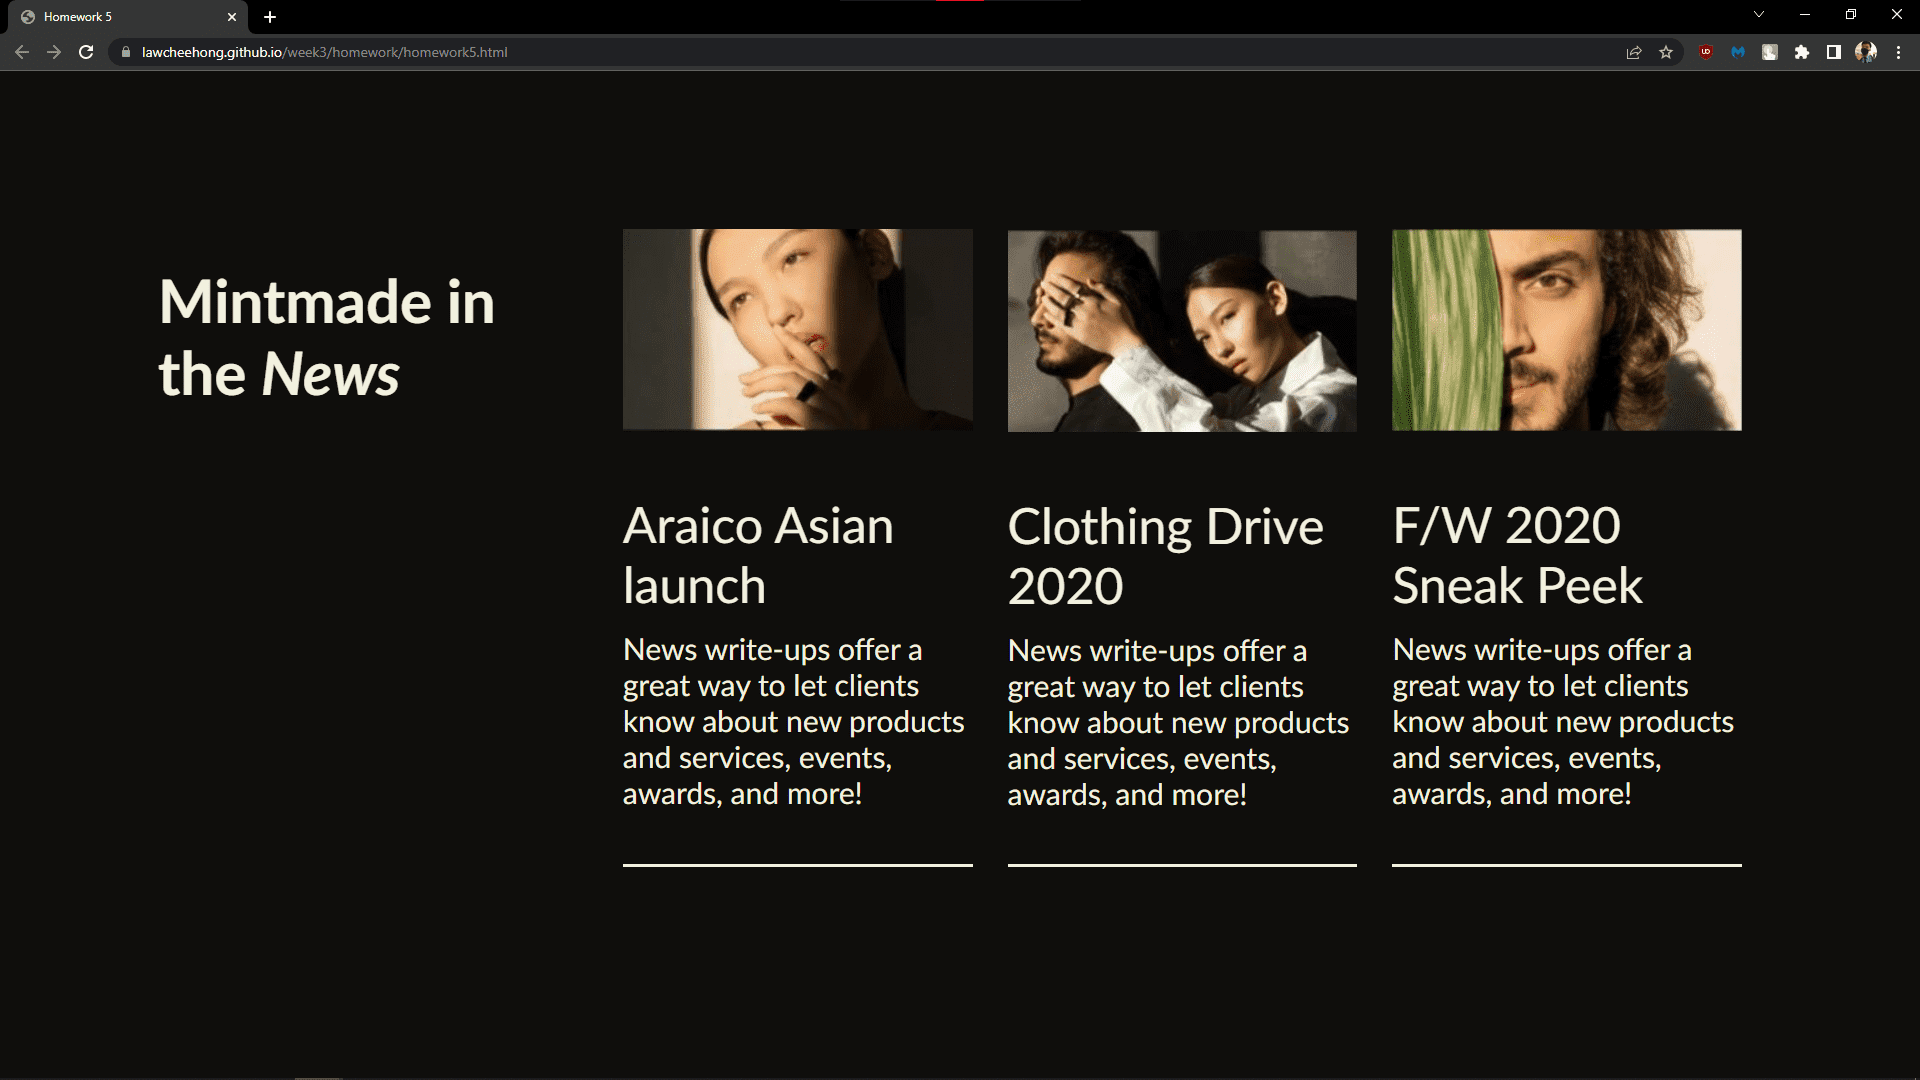 Homework 5
lawcheehong.github.io/week3/homework/homework5.html
Mintmade in
the News
Araico Asian
launch
News write-ups offer a
great way to let clients
know about new products
and services, events,
awards, and more!
Clothing Drive
2020
News write-ups offer a
great way to let clients
know about new products
and services, events,
awards, and more!
F/W 2020
Sneak Peek
News write-ups offer a
great way to let clients
know about new products
and services, events,
awards, and more!